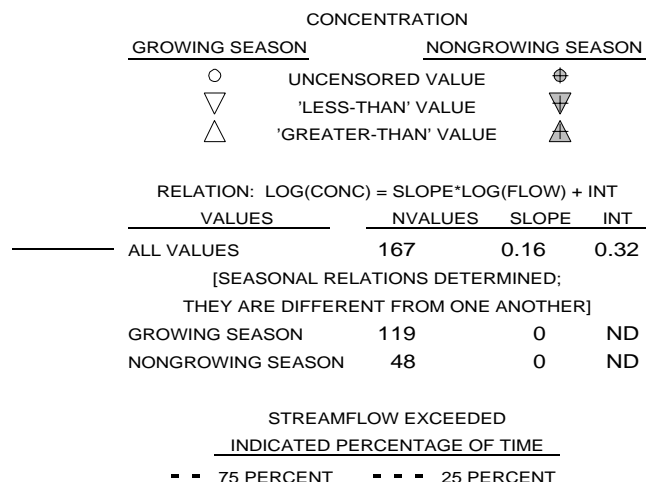 CONCENTRATION
GROWING SEASON NONGROWING SEASON
UNCENSORED VALUE
'LESS-THAN' VALUE
'GREATER-THAN' VALUE
RELATION: LOG(CONC) = SLOPE*LOG(FLOW) + INT
VALUES NVALUES SLOPE INT
ALL VALUES 167 0.16 0.32
[SEASONAL RELATIONS DETERMINED;
THEY ARE DIFFERENT FROM ONE ANOTHER]
GROWING SEASON 119 0 ND
NONGROWING SEASON 48 0 ND
STREAMFLOW EXCEEDED
INDICATED PERCENTAGE OF TIME
75 PERCENT 25 PERCENT